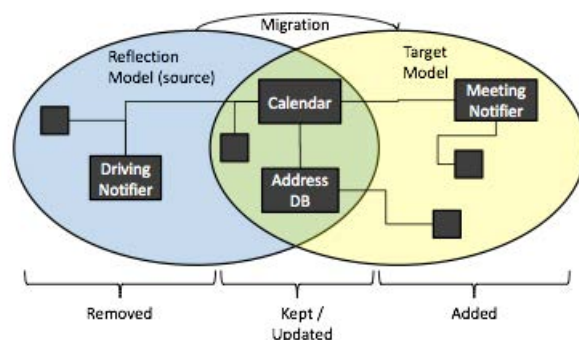 Migration
Reflection
Model (source)
Target
Model
Calendar
Meeting
Notifier
Driving
Notifier
Address
DB
Removed
Kept /
Updated
Added